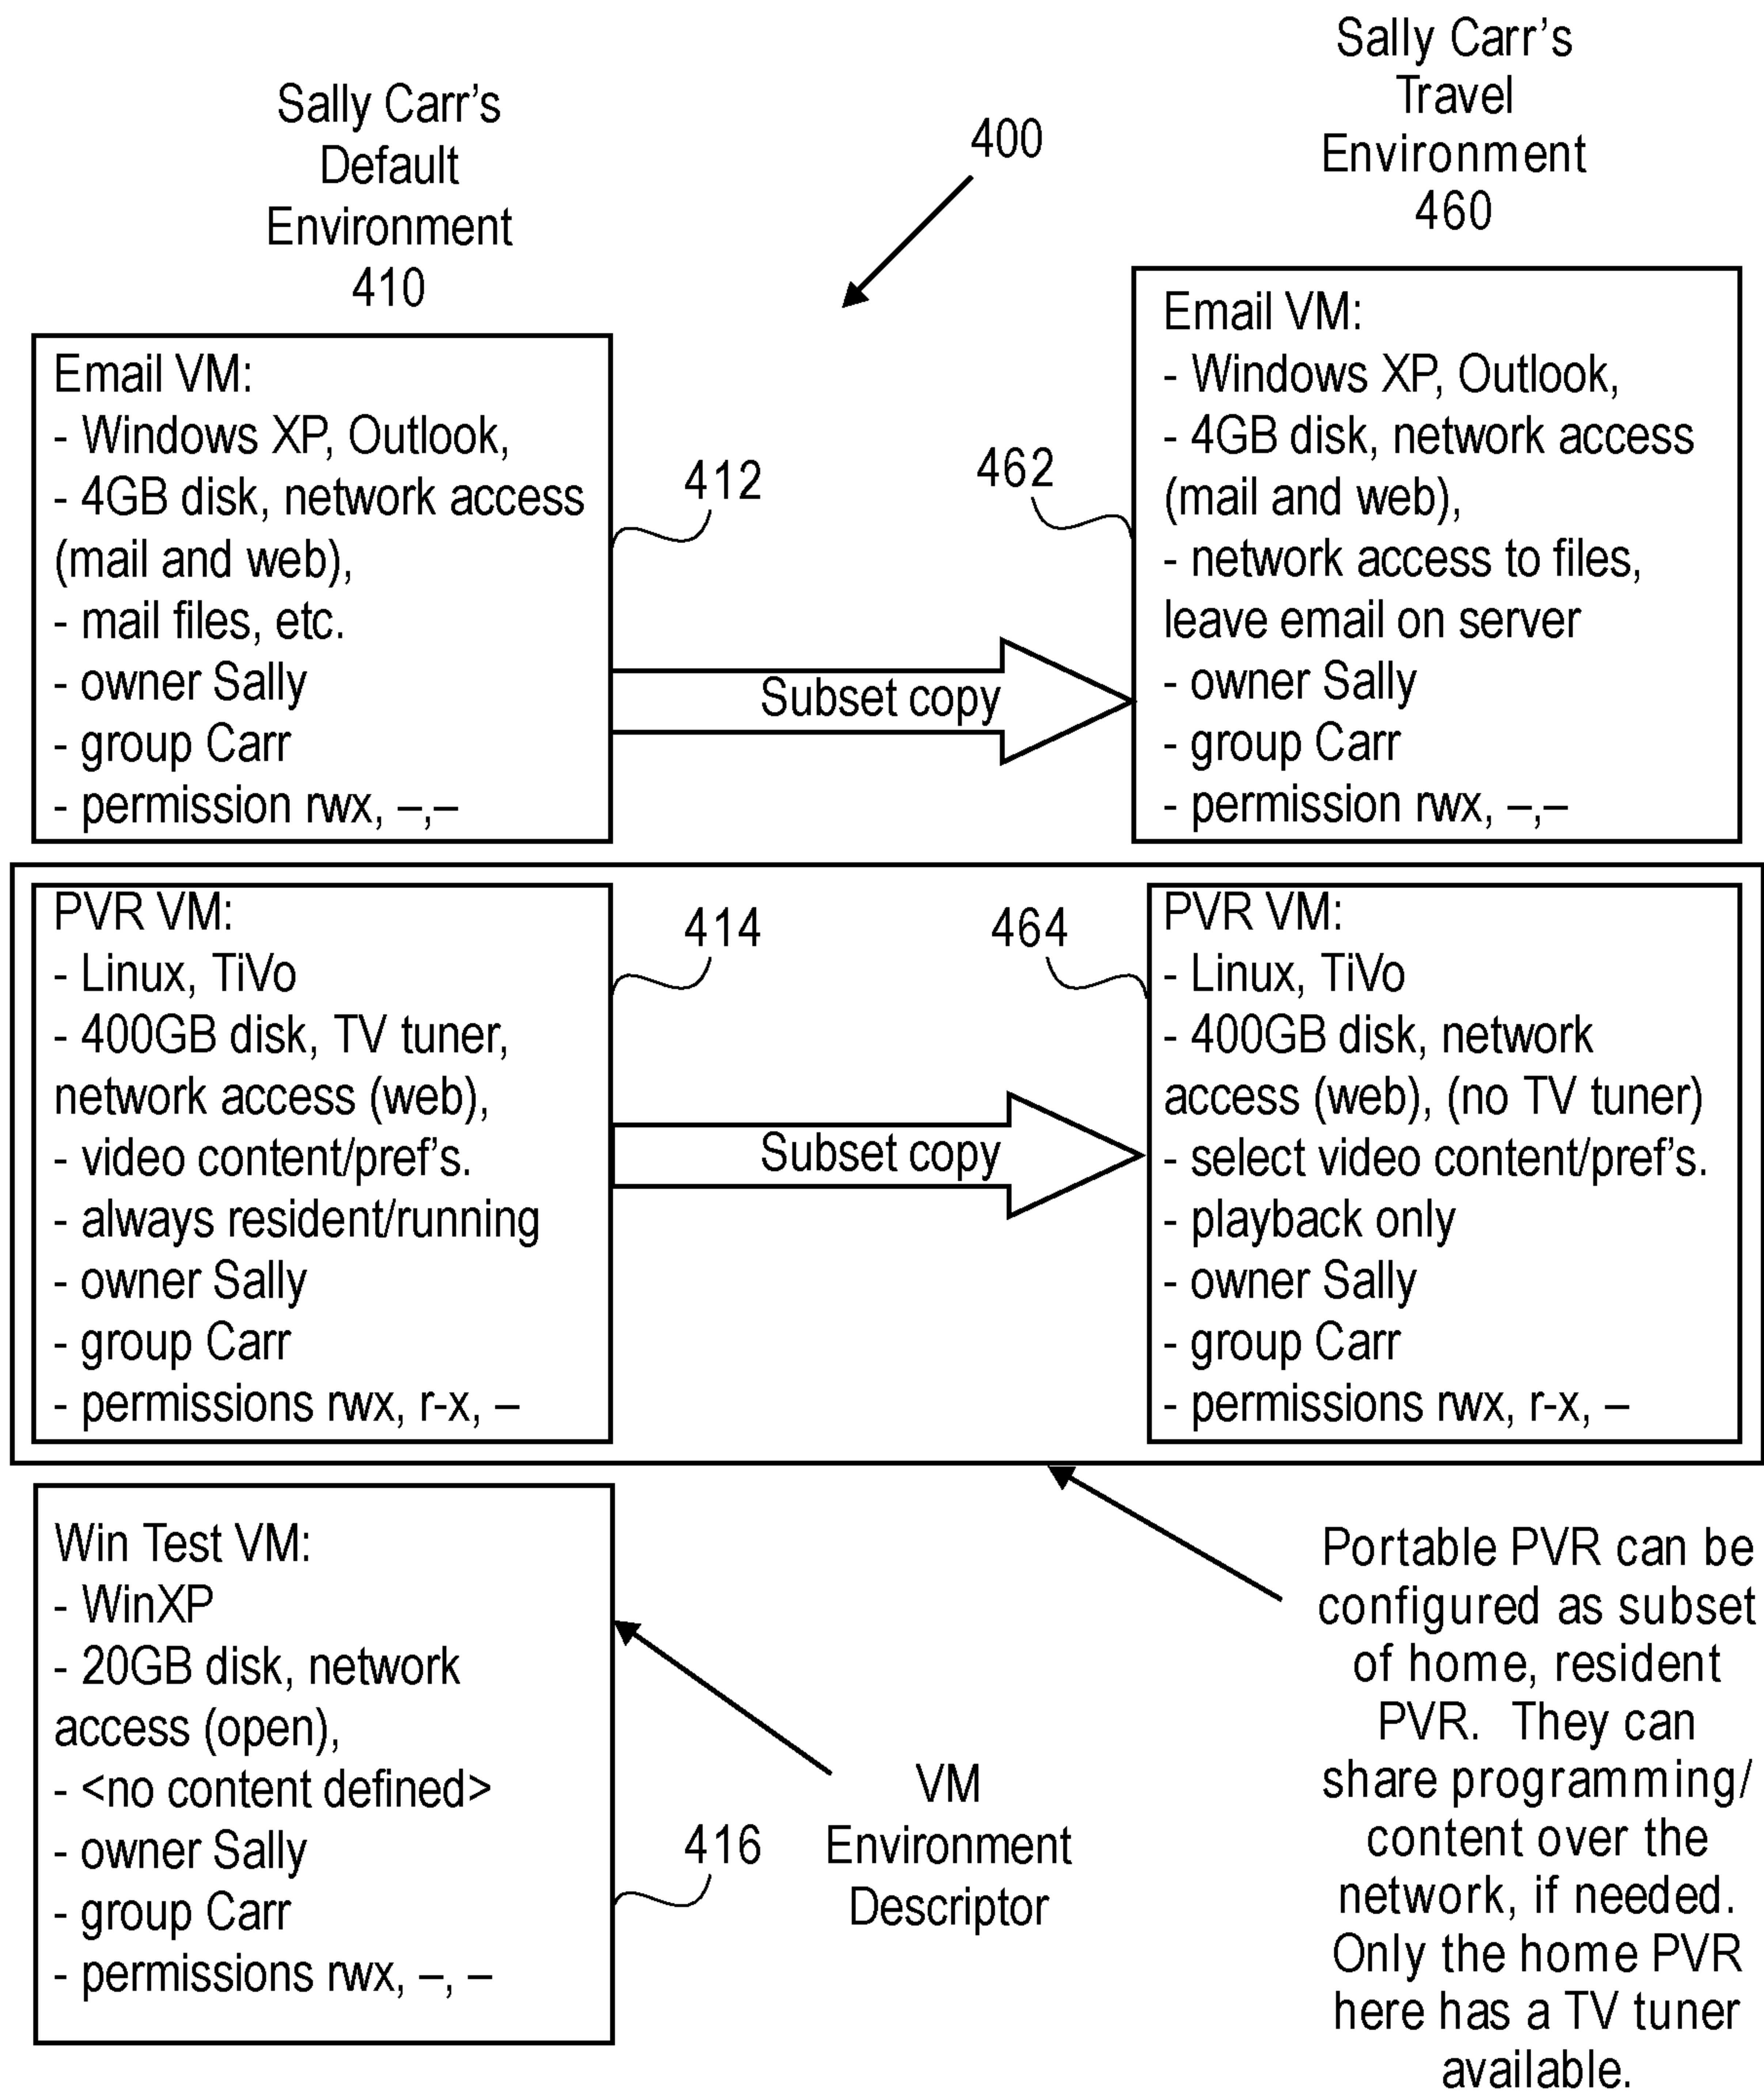 Sally Carr's
Default
Environment
410
400
Sally Carr's
Travel
Environment
460
Email VM:
- Windows XP, Outlook,
- 4GB disk, network access
(mail and web),
- mail files, etc.
- owner Sally
- group Carr
- permission rwx, –,–
412
462
Subset copy
Email VM:
- Windows XP, Outlook,
- 4GB disk, network access
(mail and web),
- network access to files,
leave email on server
- owner Sally
- group Carr
- permission rwx, –,–
PVR VM:
- Linux, TiVo
- 400GB disk, TV tuner,
network access (web),
- video content/pref's.
- always resident/running
- owner Sally
- group Carr
- permissions rwx, r-x, –
414
464
Subset copy
PVR VM:
- Linux, TiVo
- 400GB disk, network
access (web), (no TV tuner)
- select video content/pref's.
- playback only
- owner Sally
- group Carr
- permissions rwx, r-x, –
Win Test VM:
- WinXP
- 20GB disk, network
access (open),
- <no content defined>
- owner Sally
- group Carr
- permissions rwx, –, –
416
VM
Environment
Descriptor
Portable PVR can be
configured as subset
of home, resident
PVR. They can
share programming/
content over the
network, if needed.
Only the home PVR
here has a TV tuner
available.